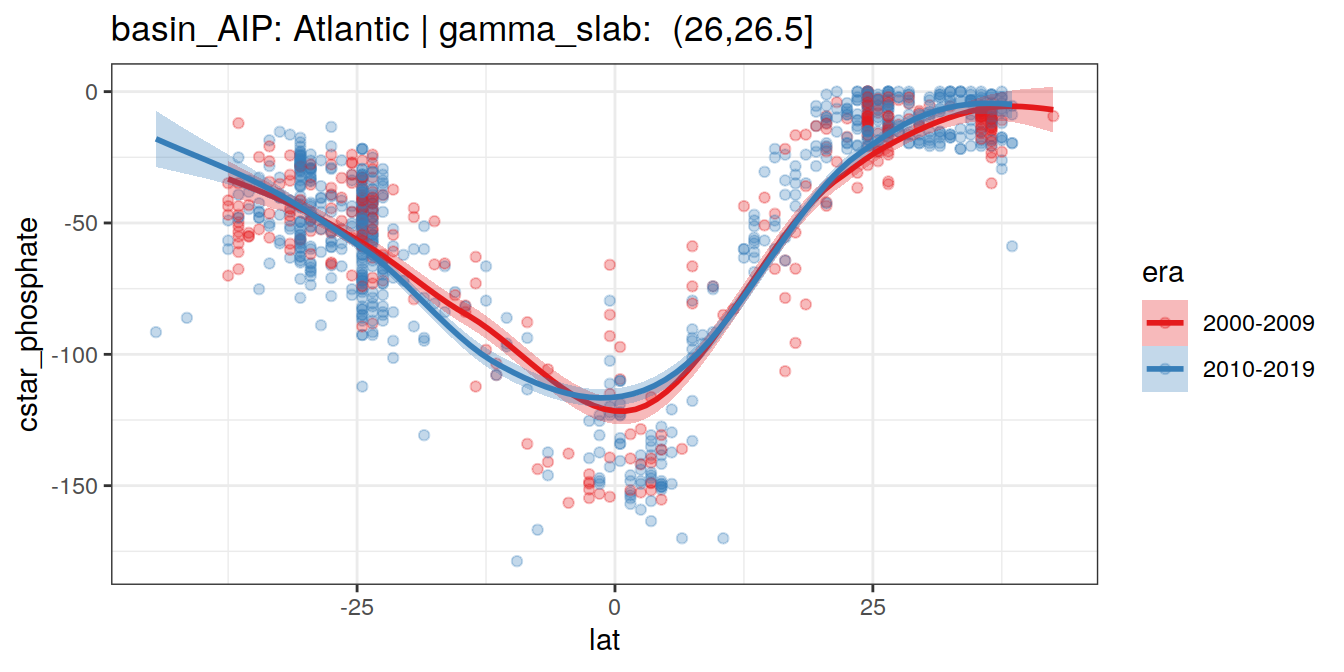 basin_AIP: Atlantic | gamma_slab:  (26,26.5]
0
-50
-100
-150
cstar_phosphate
-25
0
25
lat
era
2000-2009
2010-2019